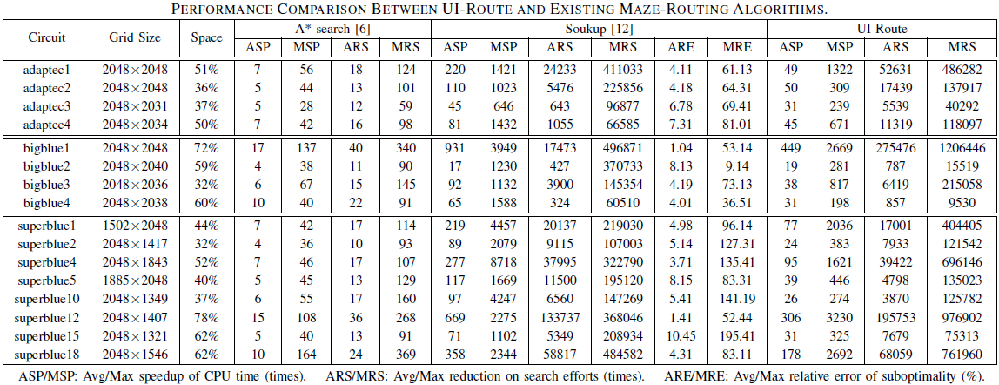 PERFORMANCE COMPARISON BETWEEN UI-ROUTE AND EXISTING MAZE-ROUTING ALGORITHMS.
Circuit Grid Size Space A* search [6] Soukup [12] UI-Route
ASP MSP ARS MRS ASP MSP ARS MRS ARE MRE ASP MSP ARS MRS
adaptec1 2048×2048 51% 7 56 18 124 220 1421 24233 411033 4.11 61.13 49 1322 52631 486282
adaptec2 2048×2048 36% 5 44 13 101 110 1023 5476 225856 4.18 64.31 50 309 17439 137917
adaptec3 2048×2031 37% 5 28 12 59 45 646 643 96877 6.78 69.41 31 239 5539 40292
adaptec4 2048×2034 50% 7 42 16 98 81 1432 1055 66585 7.31 81.01 45 671 11319 118097
bigblue1 2048×2048 72% 17 137 40 340 931 3949 17473 496871 1.04 53.14 449 2669 275476 1206446
bigblue2 2048×2040 59% 4 38 11 90 17 1230 427 370733 8.13 9.14 19 281 787 15519
bigblue3 2048×2036 32% 6 67 15 145 92 1132 3900 145354 4.19 73.13 38 817 6419 215058
bigblue4 2048×2038 60% 10 40 22 91 65 1588 324 60510 4.01 36.51 31 198 857 9530
superblue1 1502×2048 44% 7 42 17 114 219 4457 20137 219030 4.98 96.14 77 2036 17001 404405
superblue2 2048×1417 32% 4 36 10 93 89 2079 9115 107003 5.14 127.31 24 383 7933 121542
superblue4 2048×1843 52% 7 46 17 107 277 8718 37995 322790 3.71 135.41 95 1621 39422 696146
superblue5 1885×2048 40% 5 45 13 129 117 1669 11500 195120 8.15 83.31 39 446 4798 135023
superblue10 2048×1349 37% 6 55 17 160 97 4247 6560 147269 5.41 141.19 26 274 3870 125782
superblue12 2048×1407 78% 15 108 36 268 669 2275 133737 368046 1.41 52.44 306 3230 195753 976902
superblue15 2048×1321 62% 5 40 13 91 71 1102 5349 208934 10.45 195.41 31 325 7679 75313
superblue18 2048×1546 62% 10 164 24 369 358 2344 58817 484582 4.31 83.11 178 2692 68059 761960
ASP/MSP: Avg/Max speedup of CPU time (times). ARS/MRS: Avg/Max reduction on search efforts (times). ARE/MRE: Avg/Max relative error of suboptimality (%).